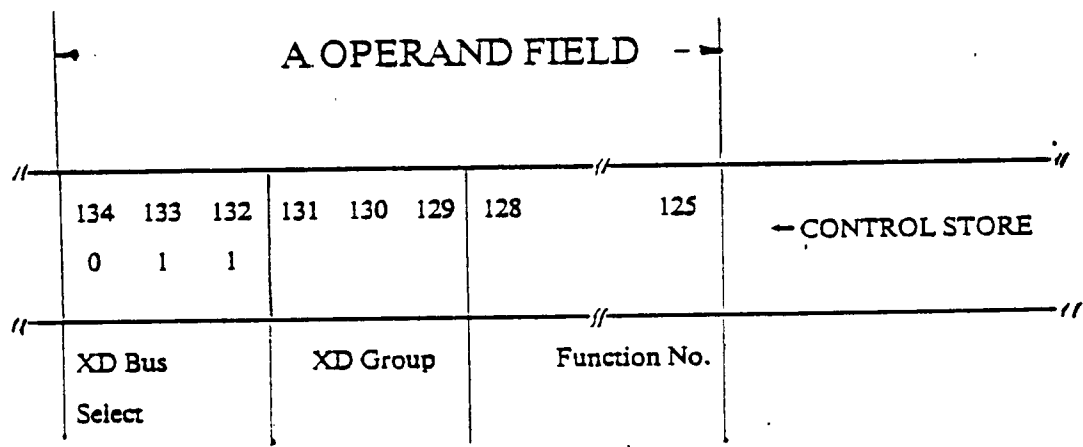 A OPERAND FIELD
134 133 132 131 130 129 128 125
0 1 1
← CONTROL STORE
XD Bus Select
XD Group
Function No.